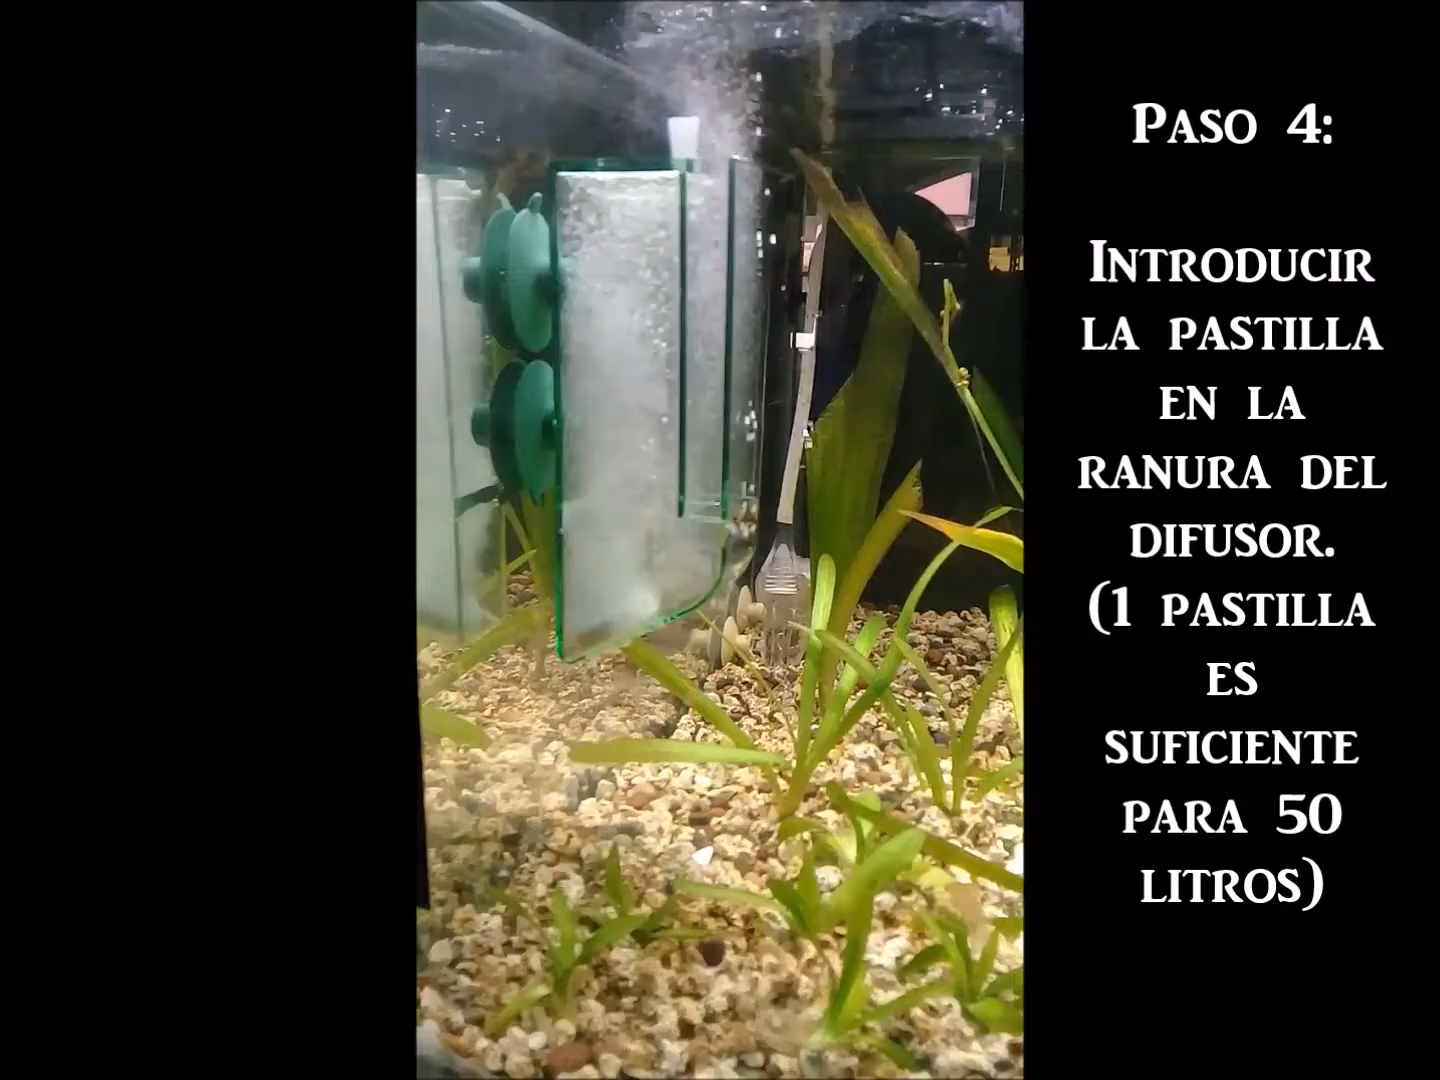 Paso 4:
Introducir
la pastilla
en la
ranura del
difusor.
(1 pastilla
es
suficiente
para 50
litros)